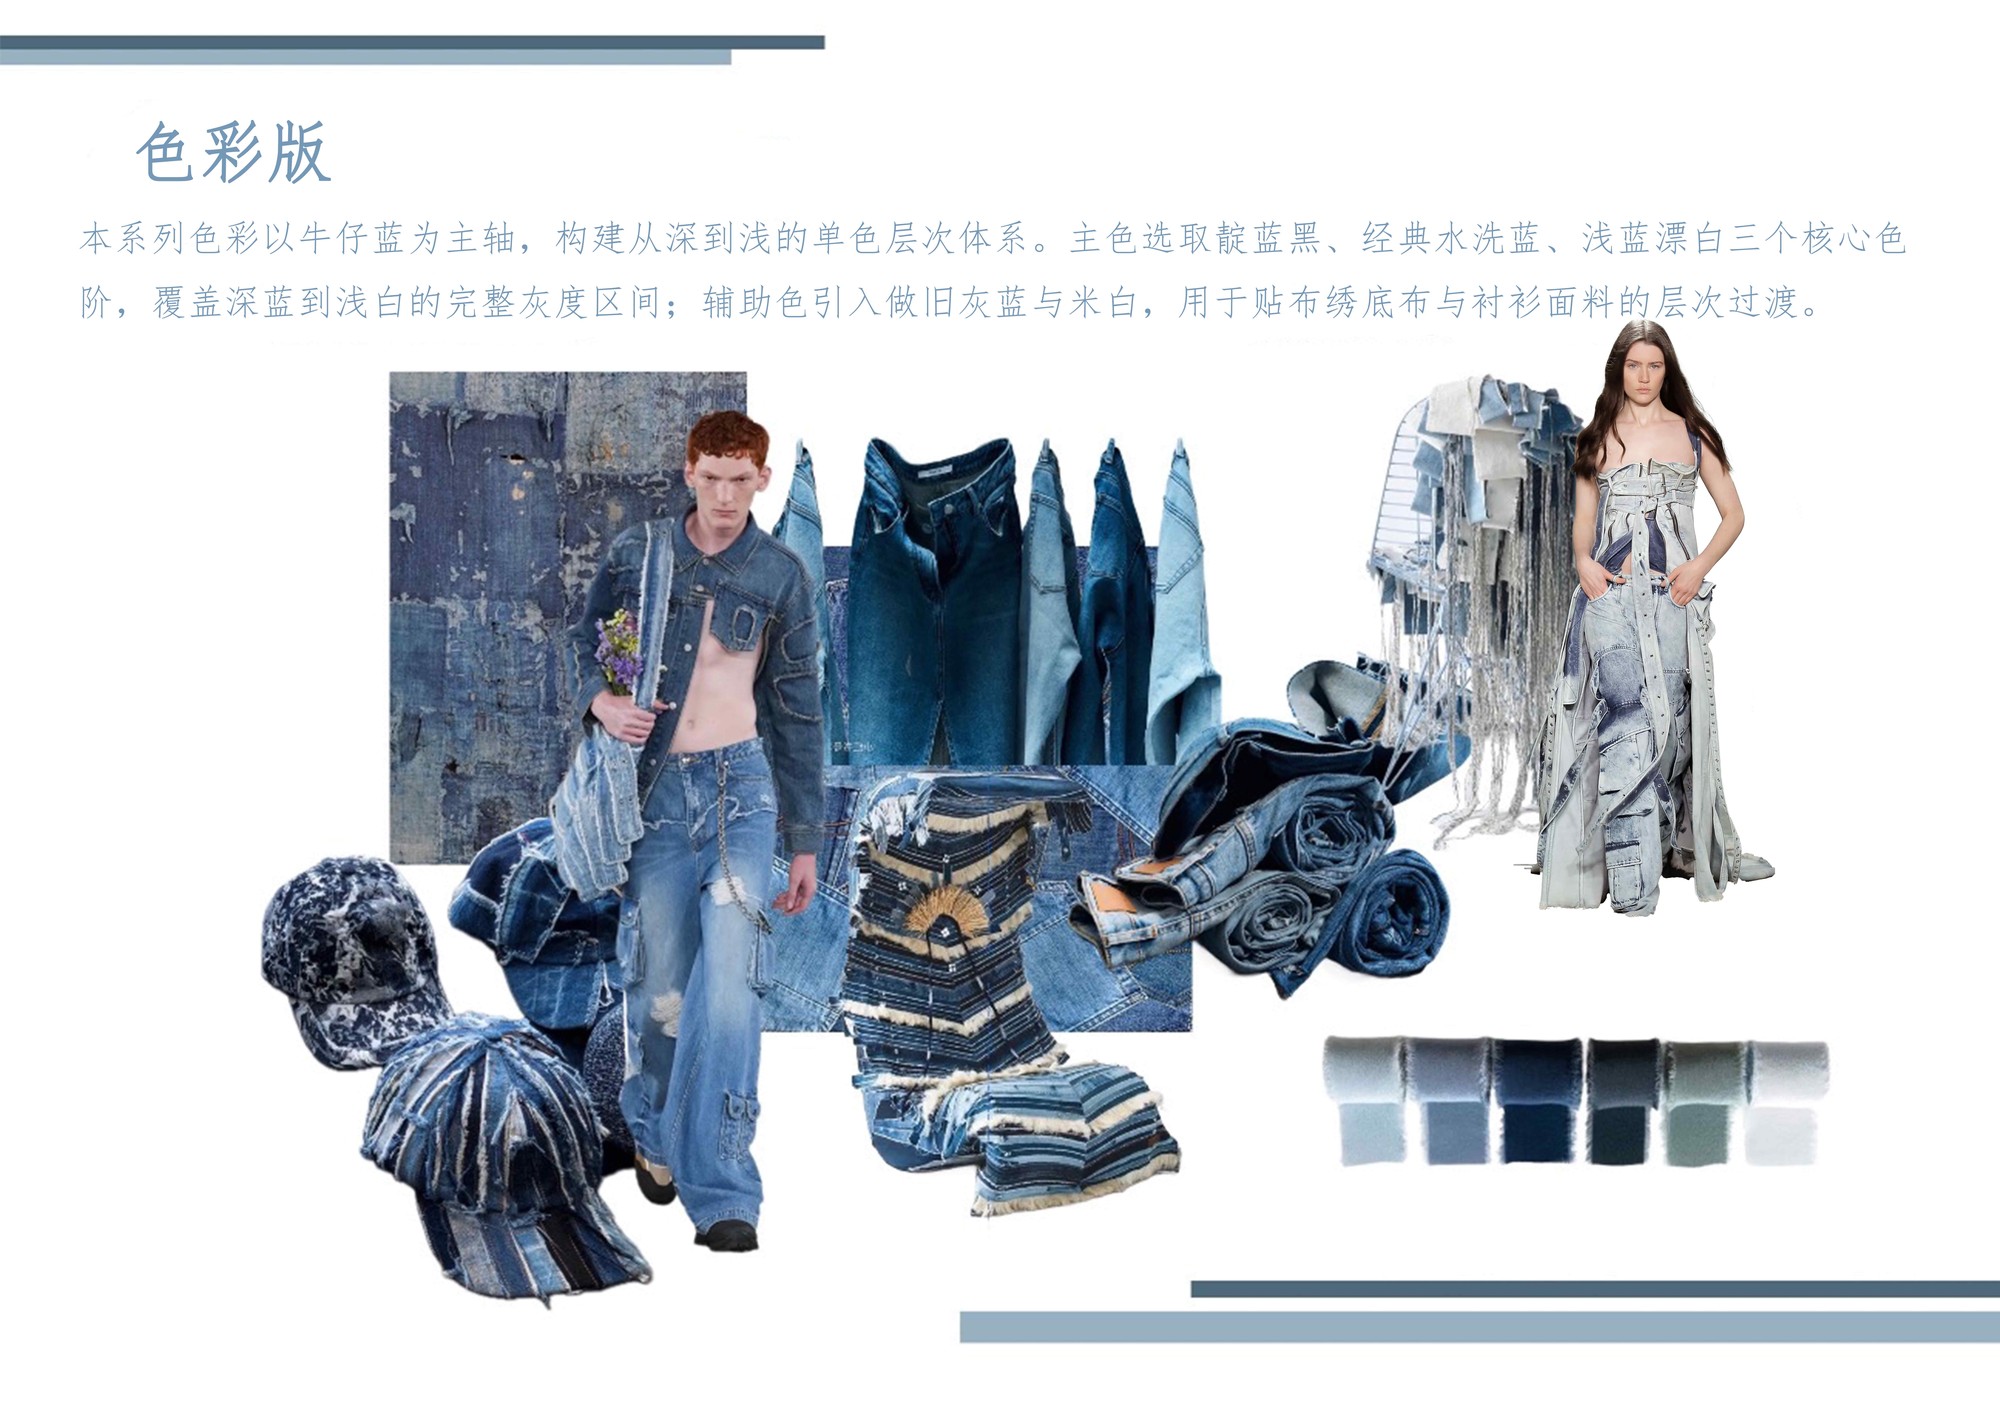 色彩版
本系列色彩以牛仔蓝为主轴，构建从深到浅的单色层次体系。主色选取靛蓝黑、经典水洗蓝、浅蓝漂白三个核心色
阶，覆盖深蓝到浅白的完整灰度区间；辅助色引入做旧灰蓝与米白，用于贴布绣底布与衬衫面料的层次过渡。